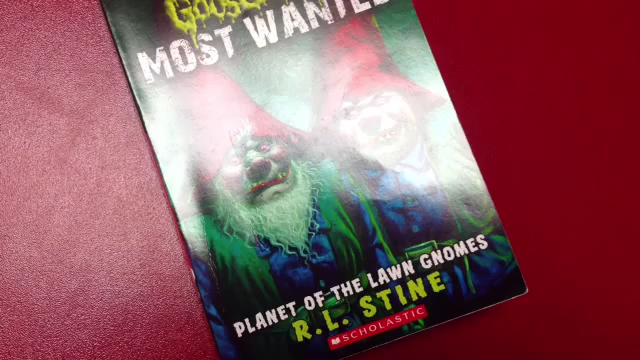 MOST WANTED
PLANET OF THE LAWN GNOMES
R.L. STINE
SCHOLASTIC